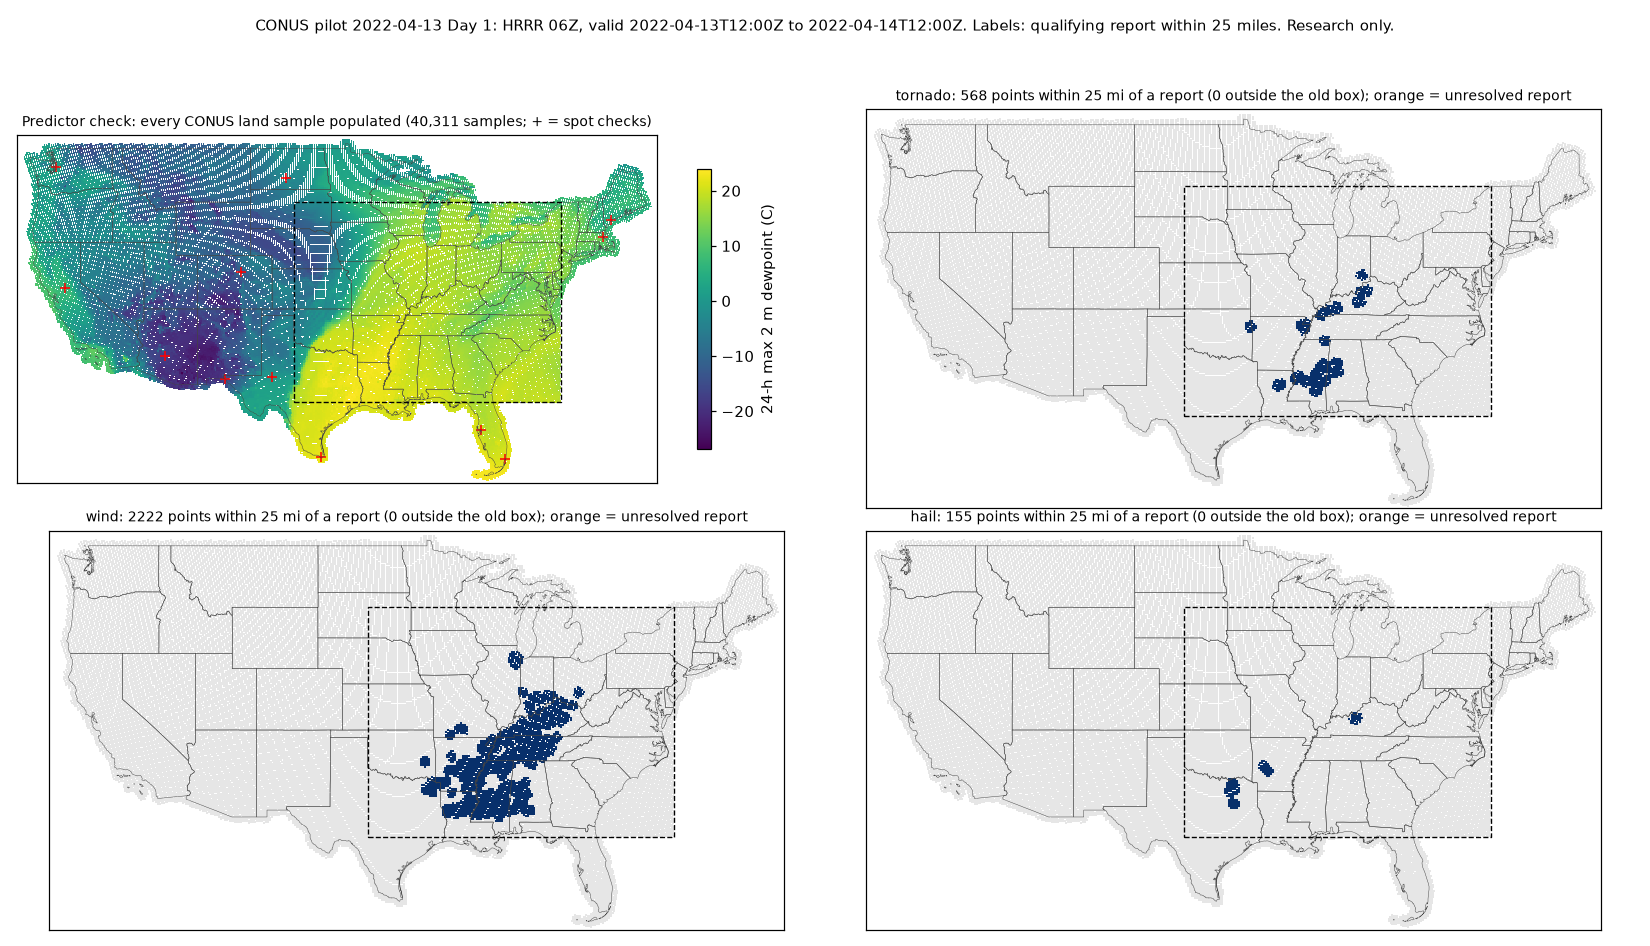 CONUS pilot 2022-04-13 Day 1: HRRR 06Z, valid 2022-04-13T12:00Z to 2022-04-14T12:00Z. Labels: qualifying report within 25 miles. Research only.
Predictor check: every CONUS land sample populated (40,311 samples; + = spot checks)
20
10
0
−10
−20
24-h max 2 m dewpoint (C)
tornado: 568 points within 25 mi of a report (0 outside the old box); orange = unresolved report
wind: 2222 points within 25 mi of a report (0 outside the old box); orange = unresolved report
hail: 155 points within 25 mi of a report (0 outside the old box); orange = unresolved report